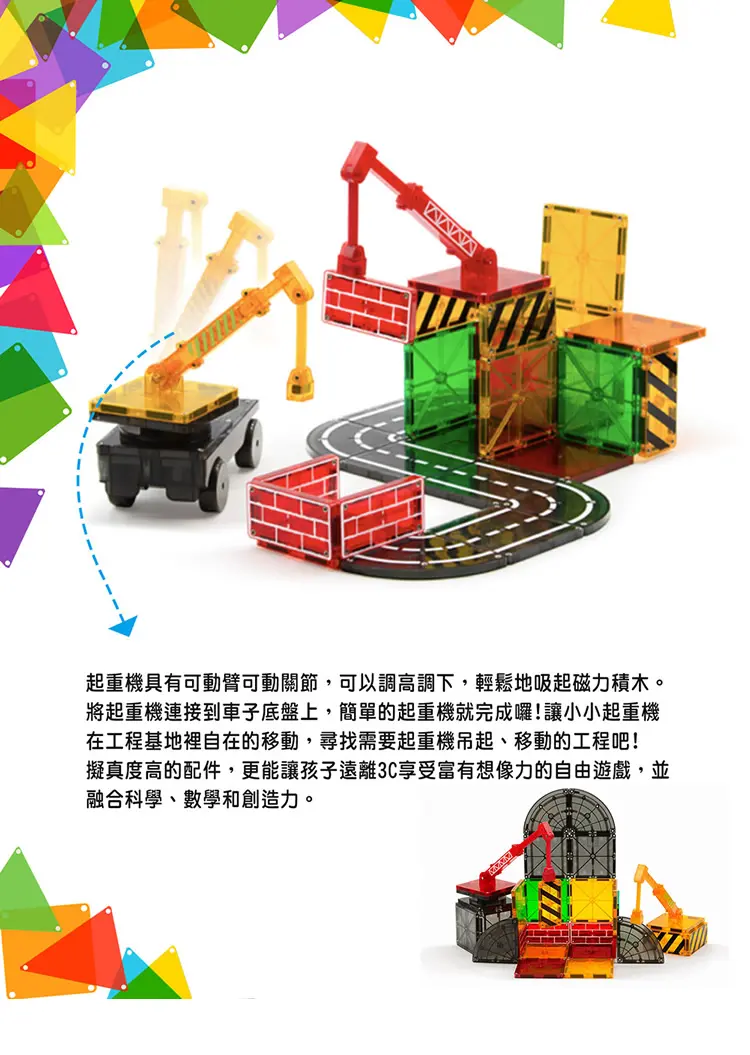 起重機具有可動臂可動關節，可以調高調下，輕鬆地吸起磁力積木。
將起重機連接到車子底盤上，簡單的起重機就完成囉！讓小小起重機
在工程基地裡自在的移動，尋找需要起重機吊起、移動的工程吧！
擬真度高的配件，更能讓孩子遠離3C享受富有想像力的自由遊戲，並
融合科學、數學和創造力。